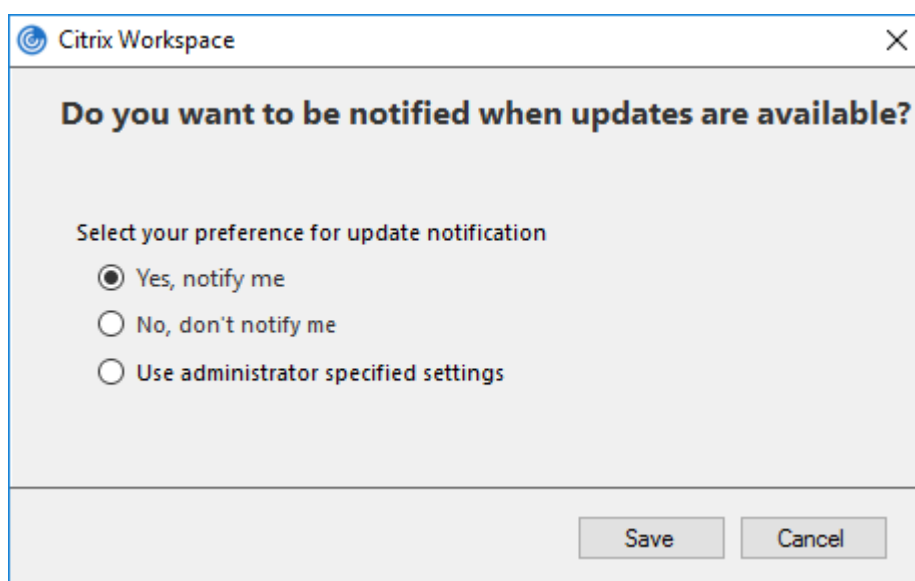 Citrix Workspace
Do you want to be notified when updates are available?
Select your preference for update notification
Yes, notify me
No, don't notify me
Use administrator specified settings
Save Cancel